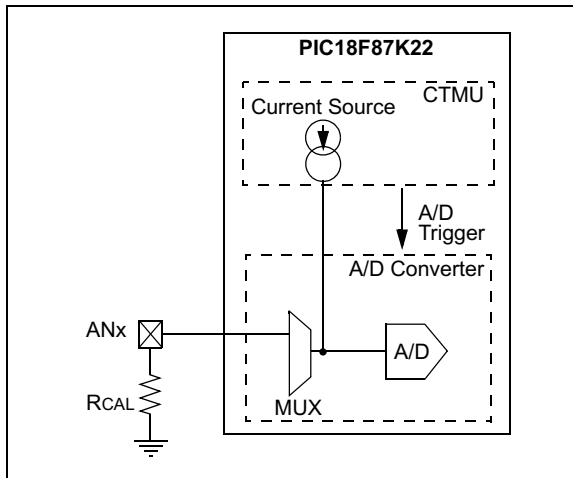 PIC18F87K22
CTMU
Current Source
A/D
Trigger
A/D Converter
ANx
A/D
RCAL
MUX